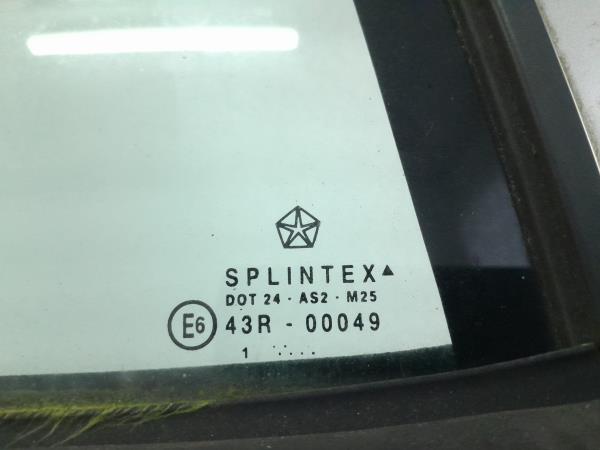 SPLINTEX▲
DOT 24 · AS2 · M25
E6 43R - 00049
1 .....